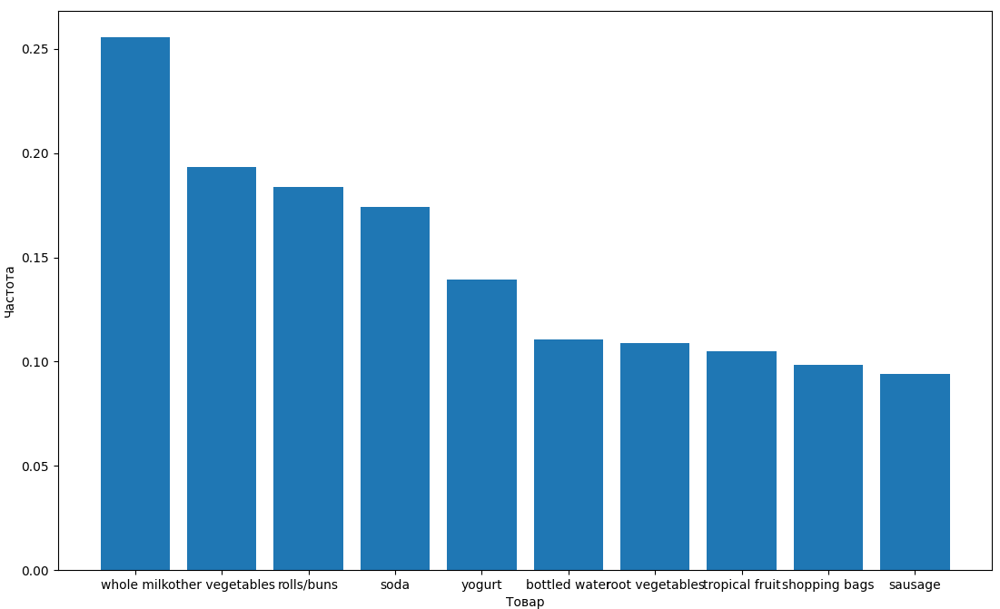 0.25
0.20
0.15
0.10
0.05
0.00
Частота
whole milk other vegetables rolls/buns soda yogurt bottled water root vegetables tropical fruit shopping bags sausage
Товар